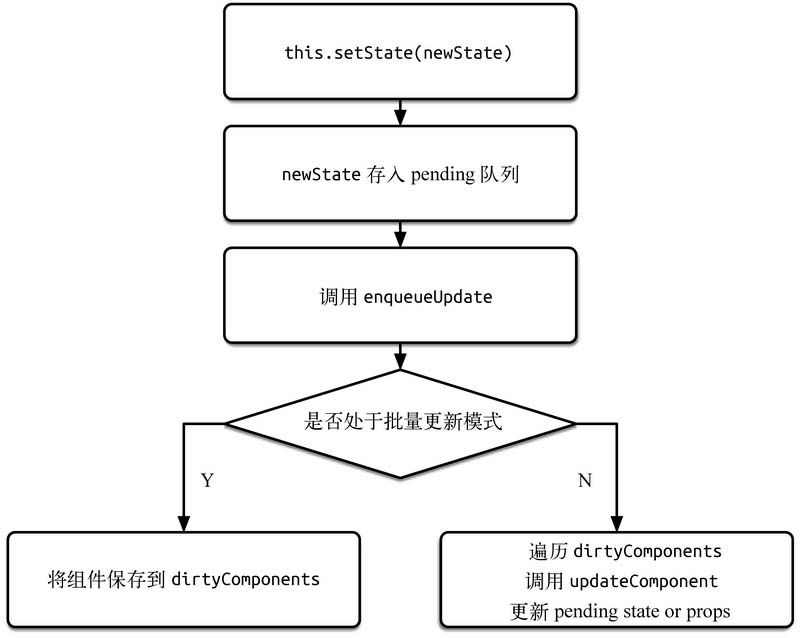 this.setState(newState)
newState 存入 pending 队列
调用 enqueueUpdate
是否处于批量更新模式
Y
N
将组件保存到 dirtyComponents
遍历 dirtyComponents
调用 updateComponent
更新 pending state or props